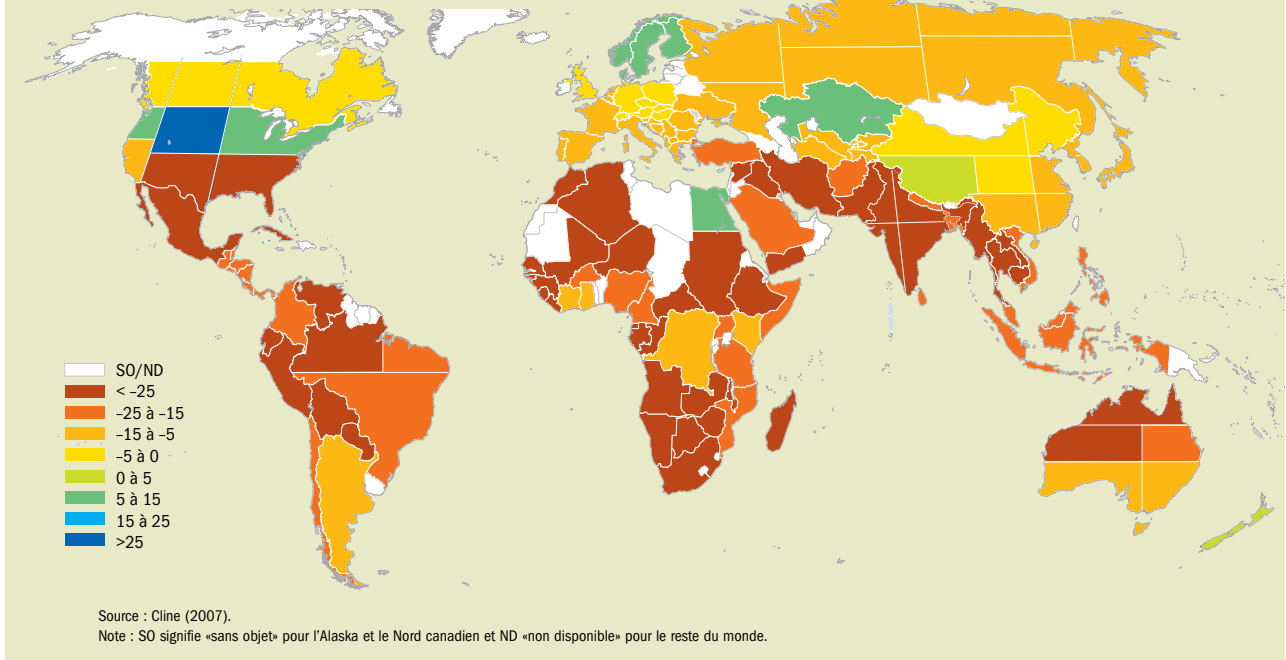 SO/ND
< –25
–25 à –15
–15 à –5
–5 à 0
0 à 5
5 à 15
15 à 25
>25
Source : Cline (2007).
Note : SO signifie «sans objet» pour l'Alaska et le Nord canadien et ND «non disponible» pour le reste du monde.